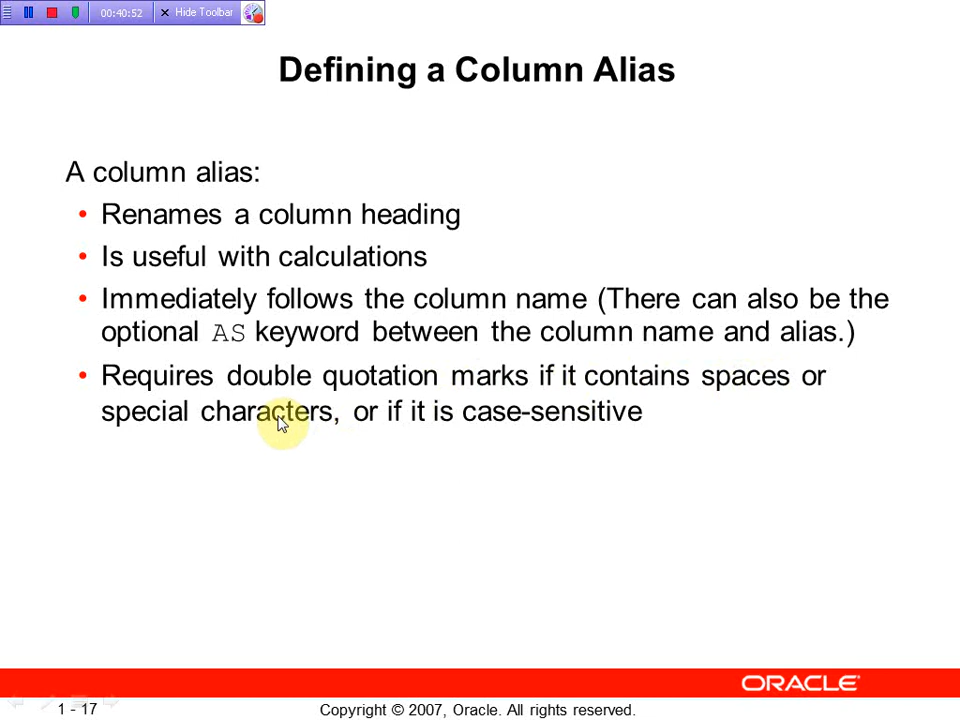 00:40:52 Hide Toolbar
Defining a Column Alias
A column alias:
• Renames a column heading
• Is useful with calculations
• Immediately follows the column name (There can also be the
optional AS keyword between the column name and alias.)
• Requires double quotation marks if it contains spaces or
special characters, or if it is case-sensitive
ORACLE
1 - 17 Copyright © 2007, Oracle. All rights reserved.